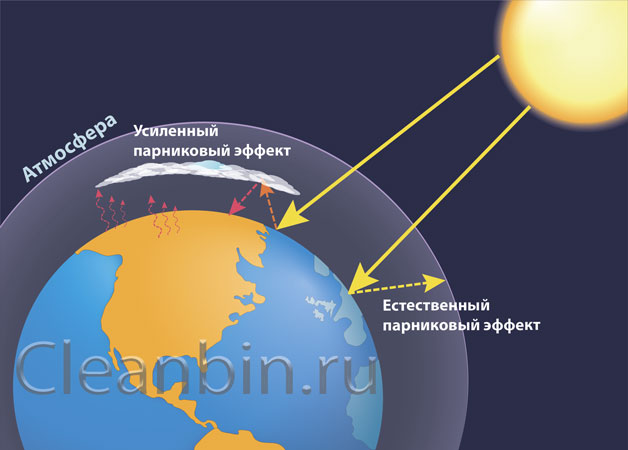 Атмосфера
Усиленный
парниковый эффект
Естественный
парниковый эффект
Cleanbin.ru